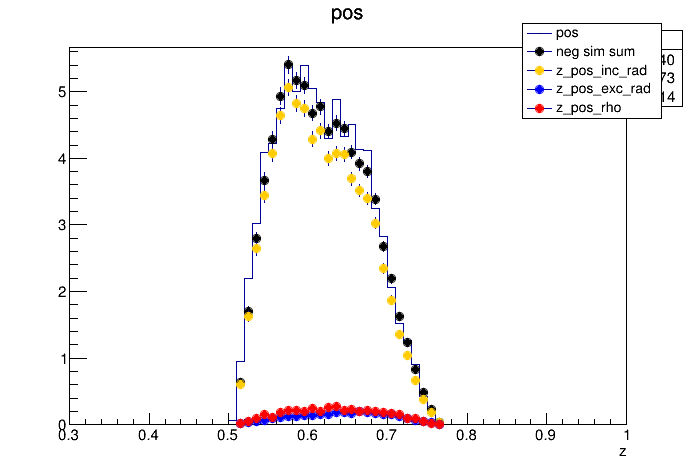 pos
pos
neg sim sum
z_pos_inc_rad
z_pos_exc_rad
z_pos_rho
40
73
14
5
4
3
2
1
0
0.3 0.4 0.5 0.6 0.7 0.8 0.9 1
z